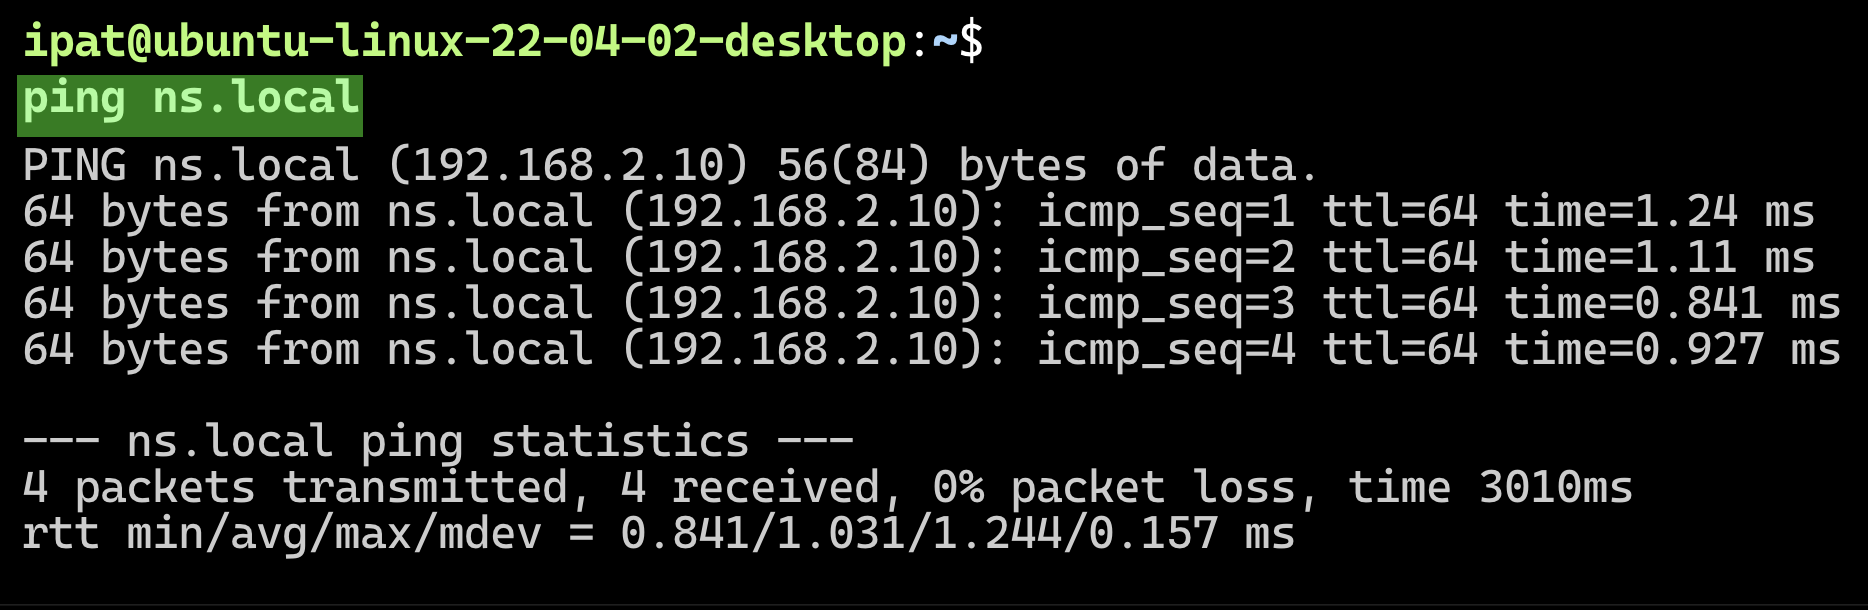 ipat@ubuntu-linux-22-04-02-desktop:~$
ping ns.local
PING ns.local (192.168.2.10) 56(84) bytes of data.
64 bytes from ns.local (192.168.2.10): icmp_seq=1 ttl=64 time=1.24 ms
64 bytes from ns.local (192.168.2.10): icmp_seq=2 ttl=64 time=1.11 ms
64 bytes from ns.local (192.168.2.10): icmp_seq=3 ttl=64 time=0.841 ms
64 bytes from ns.local (192.168.2.10): icmp_seq=4 ttl=64 time=0.927 ms
--- ns.local ping statistics ---
4 packets transmitted, 4 received, 0% packet loss, time 3010ms
rtt min/avg/max/mdev = 0.841/1.031/1.244/0.157 ms